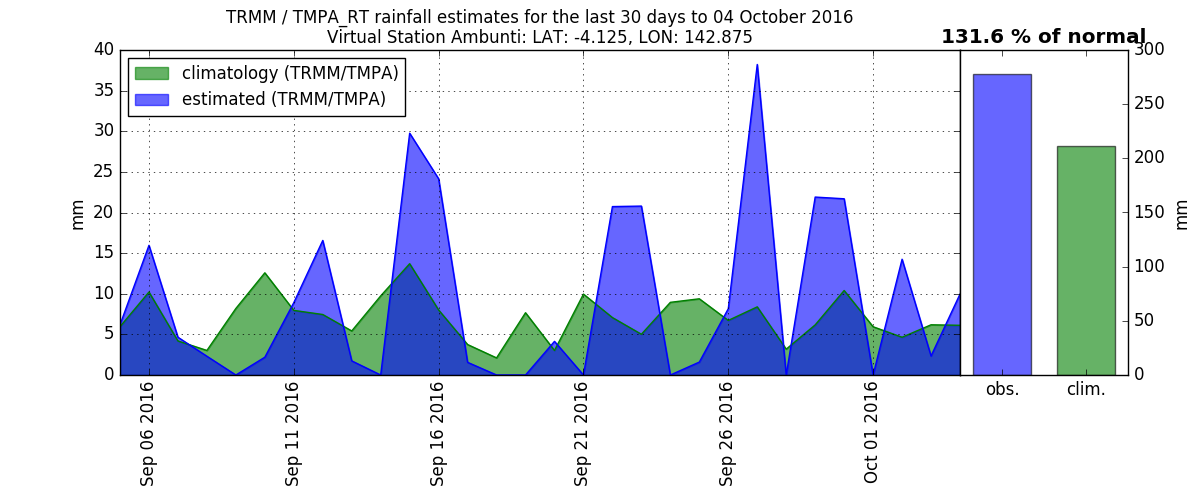 TRMM / TMPA_RT rainfall estimates for the last 30 days to 04 October 2016
Virtual Station Ambunti: LAT: -4.125, LON: 142.875
131.6 % of normal
climatology (TRMM/TMPA)
estimated (TRMM/TMPA)
40
35
30
25
20
15
10
5
0
mm
Sep 06 2016
Sep 11 2016
Sep 16 2016
Sep 21 2016
Sep 26 2016
Oct 01 2016
obs.
clim.
300
250
200
150
100
50
0
mm